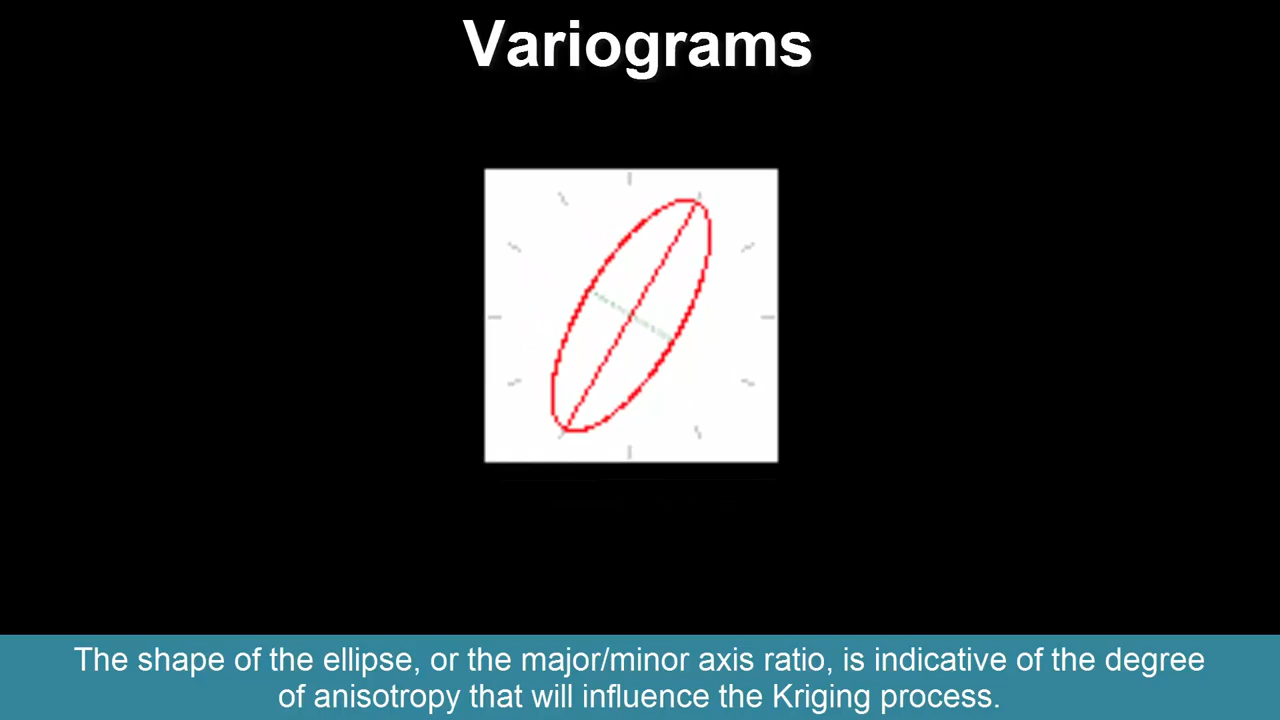 Variograms
The shape of the ellipse, or the major/minor axis ratio, is indicative of the degree
of anisotropy that will influence the Kriging process.